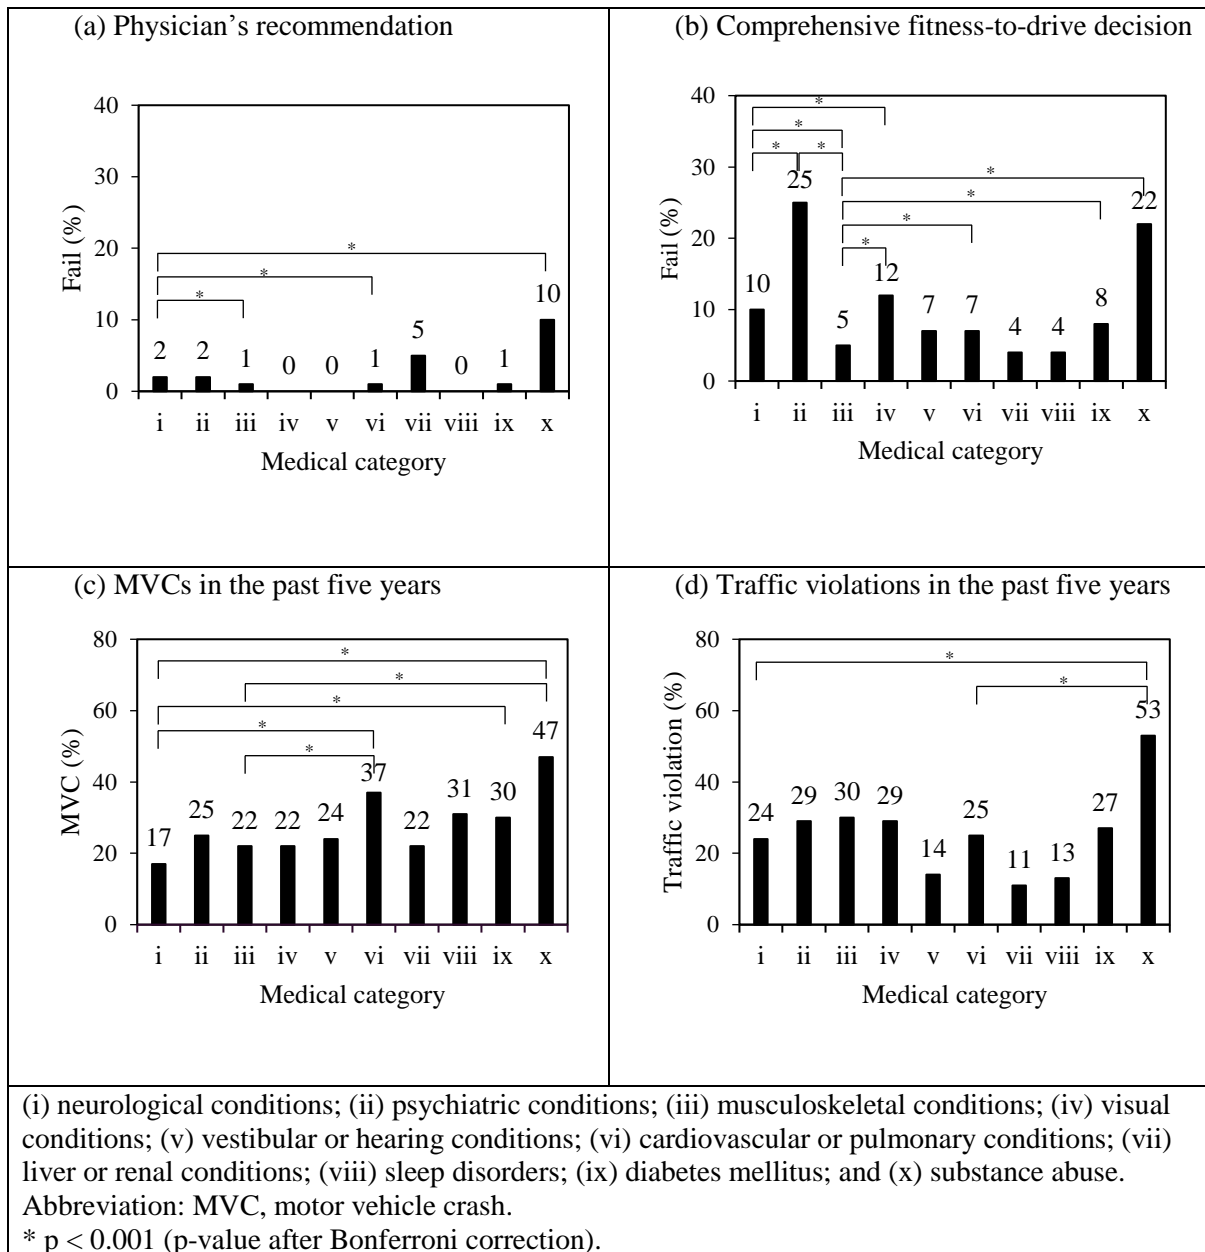 (a) Physician's recommendation
40
30
20
10
0
Fail (%)
*
*
*
2 2 1 0 0 1 5 0 1 10
i ii iii iv v vi vii viii ix x
Medical category
(b) Comprehensive fitness-to-drive decision
40
30
20
10
0
Fail (%)
*
*
* *
*
*
*
*
10 25 5 12 7 7 4 4 8 22
i ii iii iv v vi vii viii ix x
Medical category
(c) MVCs in the past five years
80
60
40
20
0
MVC (%)
*
*
*
*
*
17 25 22 22 24 37 22 31 30 47
i ii iii iv v vi vii viii ix x
Medical category
(d) Traffic violations in the past five years
80
60
40
20
0
Traffic violation (%)
*
*
24 29 30 29 14 25 11 13 27 53
i ii iii iv v vi vii viii ix x
Medical category
(i) neurological conditions; (ii) psychiatric conditions; (iii) musculoskeletal conditions; (iv) visual
conditions; (v) vestibular or hearing conditions; (vi) cardiovascular or pulmonary conditions; (vii)
liver or renal conditions; (viii) sleep disorders; (ix) diabetes mellitus; and (x) substance abuse.
Abbreviation: MVC, motor vehicle crash.
* p < 0.001 (p-value after Bonferroni correction).